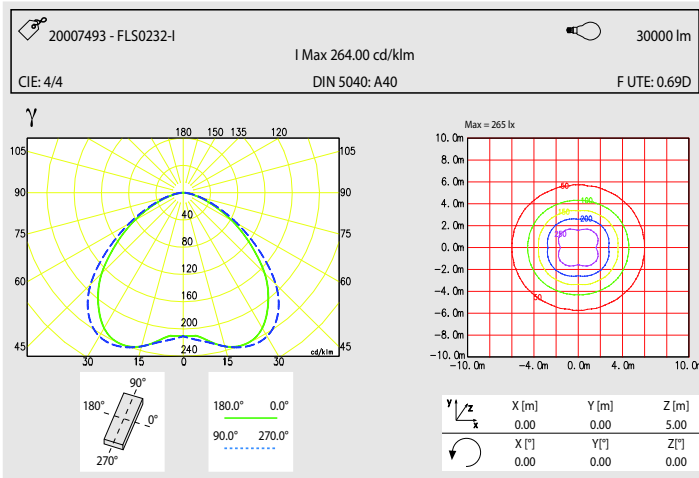 20007493 - FLS0232-I
30000 lm
I Max 264.00 cd/klm
CIE: 4/4
DIN 5040: A40
F UTE: 0.69D
γ
180 150 135 120
105 105
90 90
75 75
60 60
45 45
40
80
120
160
200
240
cd/klm
30 15 0 15 30
Max = 265 lx
10.0m
8.0m
6.0m
4.0m
2.0m
0.0m
-2.0m
-4.0m
-6.0m
-8.0m
-10.0m
-10.0m -4.0m 0.0m 4.0m 10.0m
50
100
200
250
50
90°
180°
0°
270°
180.0° 0.0°
90.0° 270.0°
y z x
X [m] Y [m] Z [m]
0.00 0.00 5.00
X [°] Y[°] Z[°]
0.00 0.00 0.00